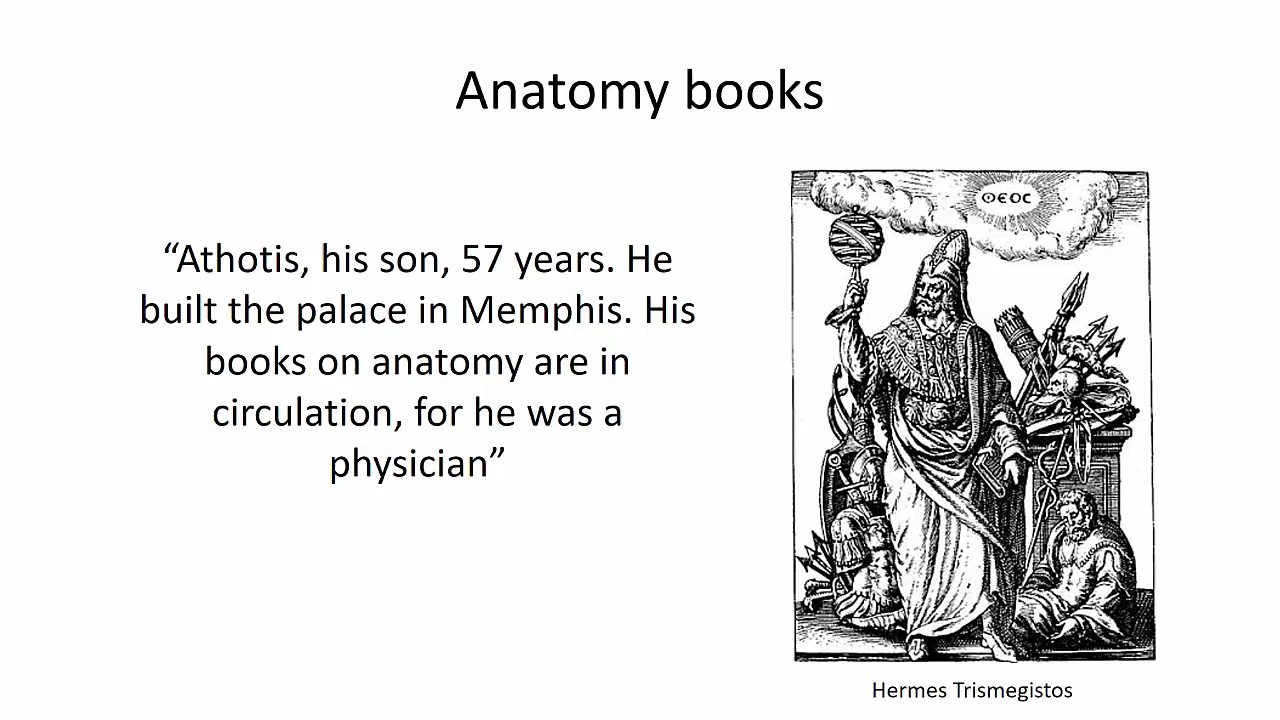 Anatomy books
“Athotis, his son, 57 years. He
built the palace in Memphis. His
books on anatomy are in
circulation, for he was a
physician”
ΘЄΟC
Hermes Trismegistos